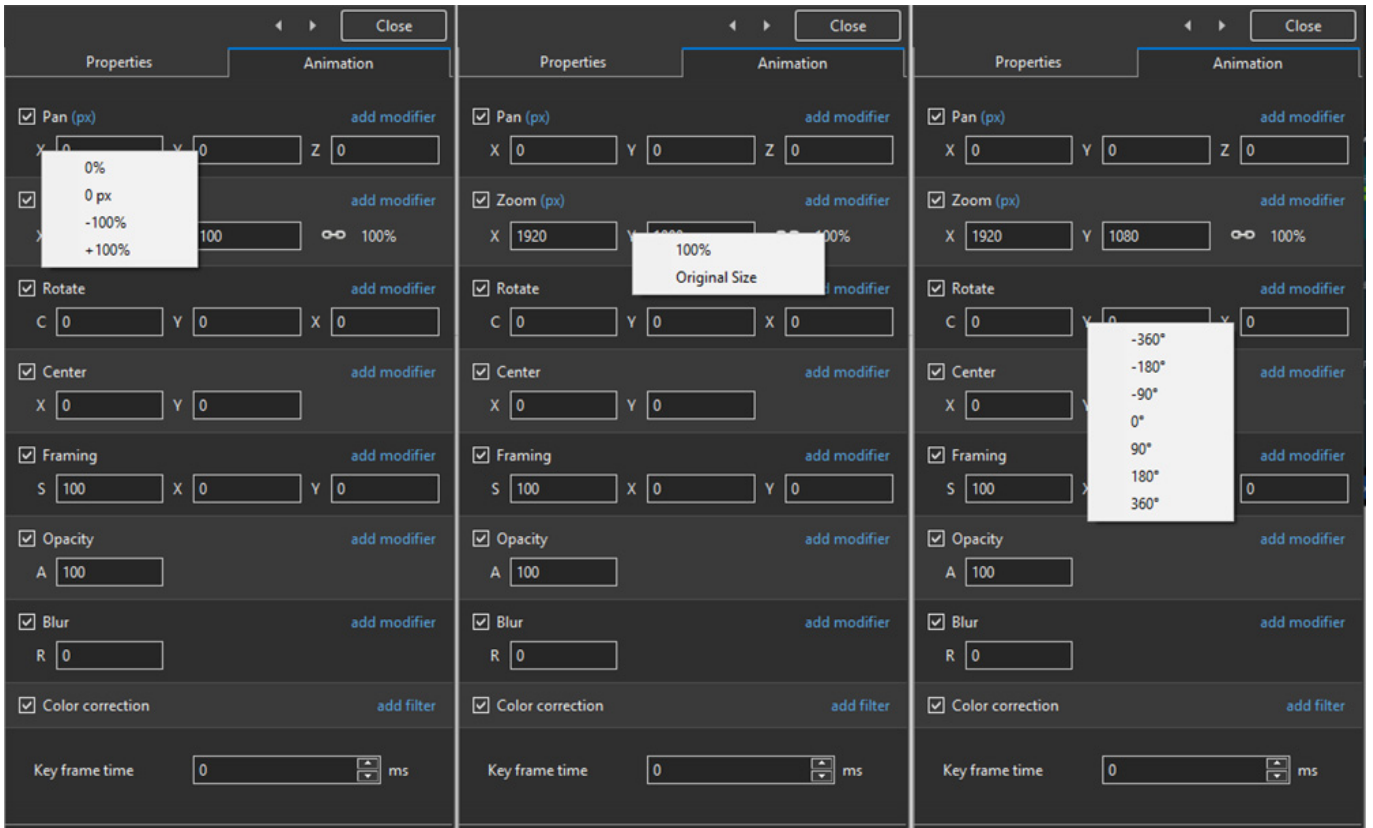 Close
Properties Animation
Pan (px) add modifier
X Y 0 Z 0
0%
0 px
-100%
+100%
add modifier
100 100%
Rotate add modifier
C 0 Y 0 X 0
Center add modifier
X 0 Y 0
Framing add modifier
S 100 X 0 Y 0
Opacity add modifier
A 100
Blur add modifier
R 0
Color correction add filter
Key frame time 0 ms
Close
Properties Animation
Pan (px) add modifier
X 0 Y 0 Z 0
Zoom (px) add modifier
X 1920 100%
100%
Original Size
Rotate modifier
C 0 Y 0 X 0
Center add modifier
X 0 Y 0
Framing add modifier
S 100 X 0 Y 0
Opacity add modifier
A 100
Blur add modifier
R 0
Color correction add filter
Key frame time 0 ms
Close
Properties Animation
Pan (px) add modifier
X 0 Y 0 Z 0
Zoom (px) add modifier
X 1920 Y 1080 100%
Rotate add modifier
C 0 0
-360°
-180°
-90°
0°
90°
180°
360°
Center add modifier
X 0
Framing add modifier
S 100 0
Opacity add modifier
A 100
Blur add modifier
R 0
Color correction add filter
Key frame time 0 ms